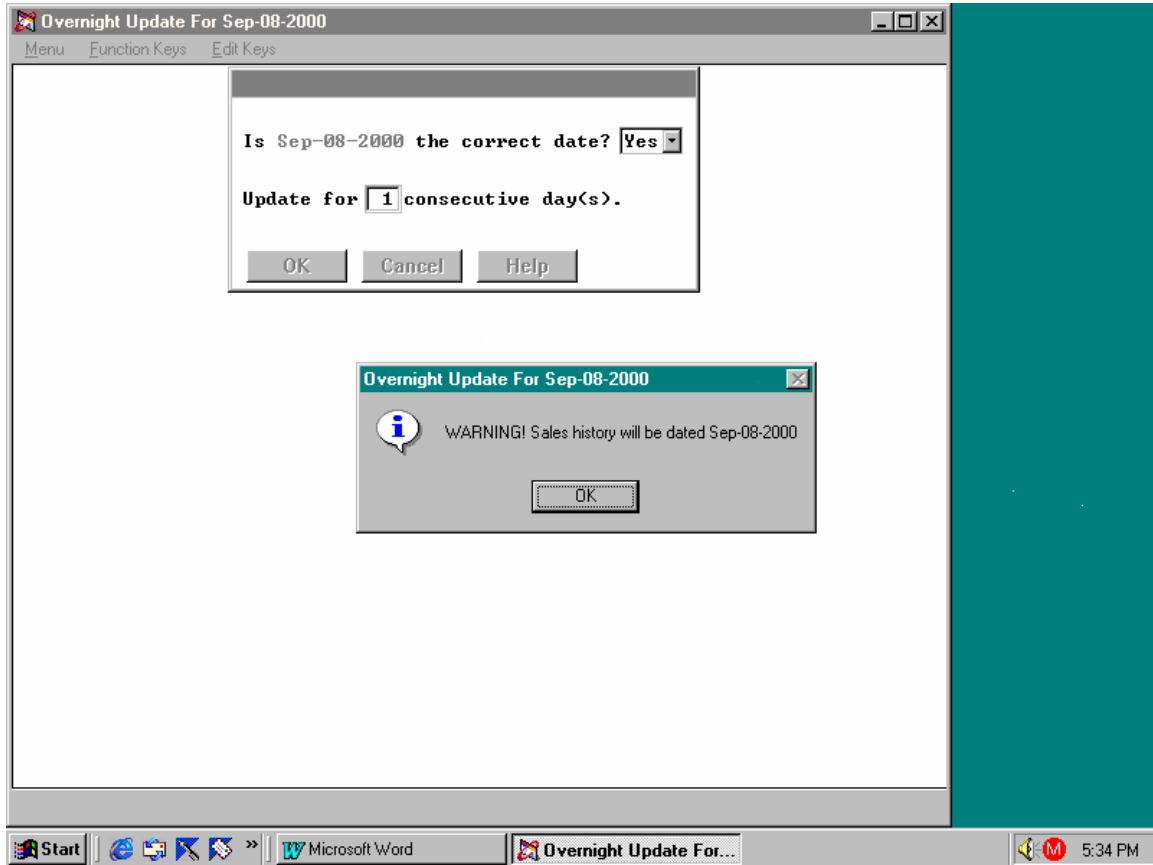 Overnight Update For Sep-08-2000
Menu Function Keys Edit Keys
Is Sep-08-2000 the correct date? Yes
Update for 1 consecutive day(s).
OK Cancel Help
Overnight Update For Sep-08-2000
WARNING! Sales history will be dated Sep-08-2000
OK
Start » W Microsoft Word Overnight Update For... M 5:34 PM